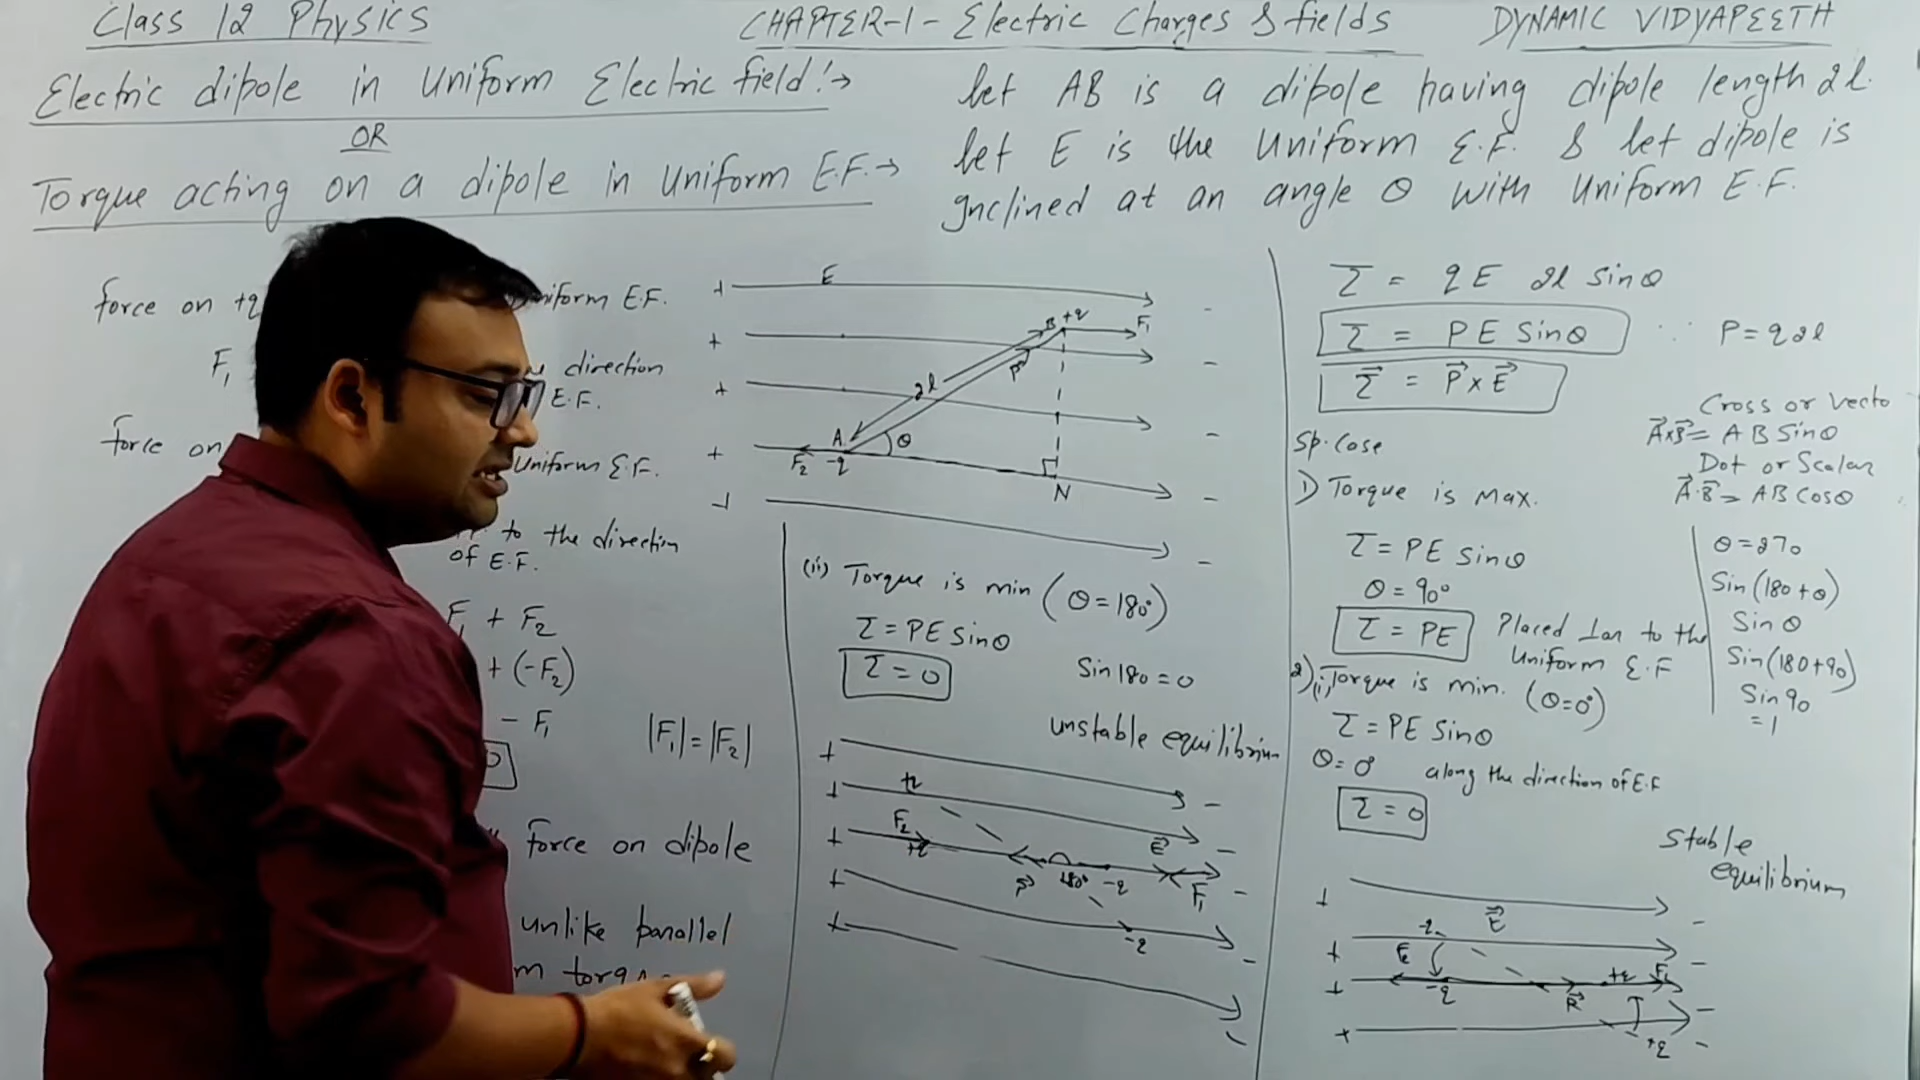 Class 12 Physics
CHAPTER-1 - Electric Charges & fields
DYNAMIC VIDYAPEETH
Electric dipole in Uniform Electric field:→
OR
Torque acting on a dipole in Uniform E.F.→
let AB is a dipole having dipole length 2l.
let E is the Uniform E.F. & let dipole is
Inclined at an angle θ with Uniform E.F.
force on +q
Uniform E.F.
F₁
direction
E.F.
force on
Uniform E.F.
to the direction
of E.F.
F₁ + F₂
+ (-F₂)
- F₁
|F₁| = |F₂|
force on dipole
unlike parallel
E
B +q
F₁
P
2l
A
θ
F₂ -q
N
(ii) Torque is min (θ = 180°)
τ = PE Sinθ
τ = 0
Sin 180 = 0
unstable equilibrium
+q
F₂
+q
E⃗
P⃗
180°
-q
F₁
-q
τ = qE 2l Sinθ
τ = PE Sinθ ∵ P = q2l
τ⃗ = P⃗ × E⃗
Cross or Vecto
A⃗×B⃗ = AB Sinθ
Dot or Scalar
A⃗.B⃗ = AB Cosθ
Sp. Case
1) Torque is Max.
τ = PE Sinθ
θ = 90°
τ = PE
Placed ⊥ar to the
Uniform E.F
θ = 270
Sin (180+θ)
Sin θ
Sin (180+90)
Sin 90
= 1
2) (i) Torque is min. (θ=0°)
τ = PE Sinθ
θ = 0° along the direction of E.F
τ = 0
Stable
equilibrium
-q
E⃗
F₂
-q
+q
F₁
+q